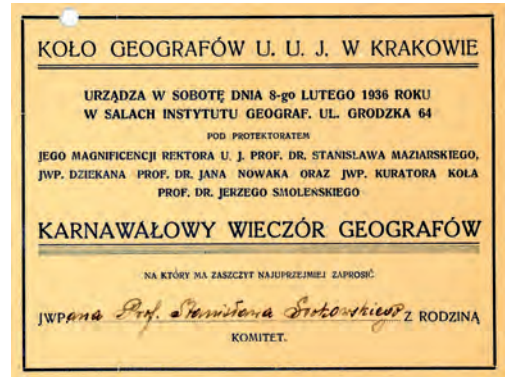 KOŁO GEOGRAFÓW U. U. J. W KRAKOWIE
URZĄDZA W SOBOTĘ DNIA 8-go LUTEGO 1936 ROKU
W SALACH INSTYTUTU GEOGRAF. UL. GRODZKA 64
POD PROTEKTORATEM
JEGO MAGNIFICENCJI REKTORA U. J. PROF. DR. STANISLAWA MAZIARSKIEGO,
JWP. DZIEKANA PROF. DR. JANA NOWAKA ORAZ JWP. KURATORA KOŁA
PROF. DR. JERZEGO SMOLEŃSKIEGO
KARNAWAŁOWY WIECZÓR GEOGRAFÓW
NA KTÓRY MA ZASZCZYT NAJUPRZEJMIEJ ZAPROSIĆ
JWPana Prof. Stanisława Srokowskiego Z RODZINĄ
KOMITET.